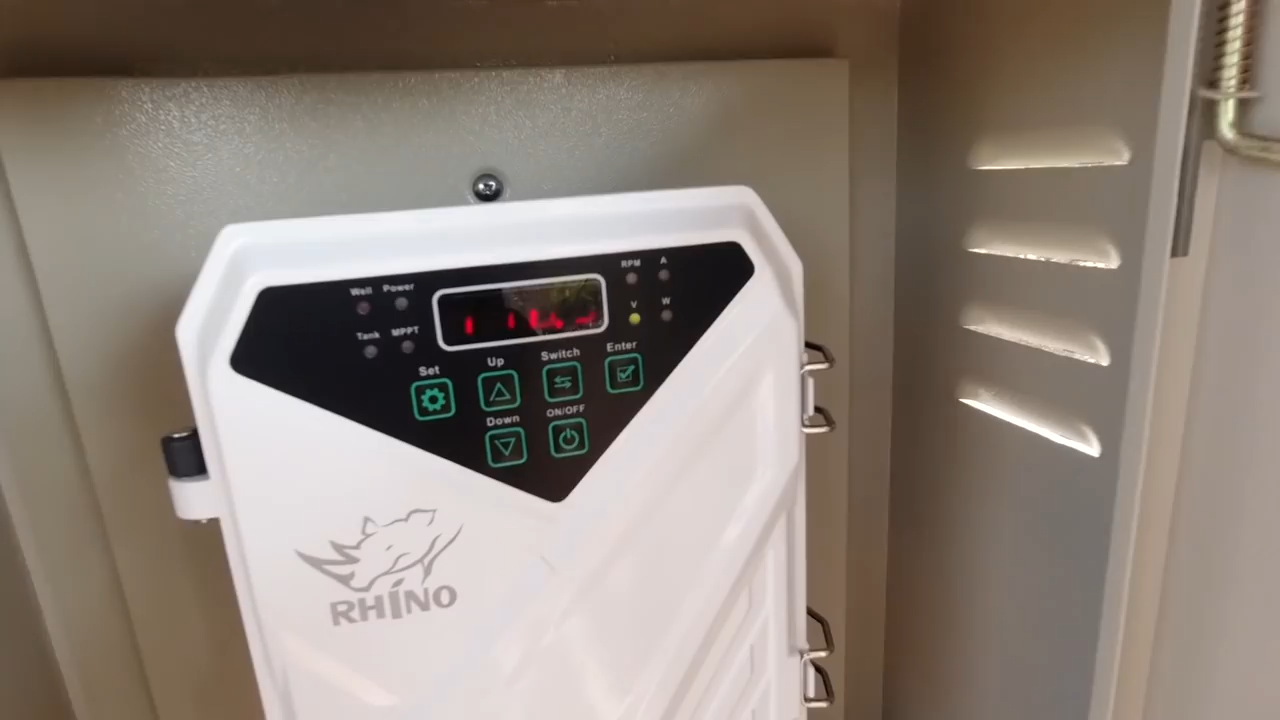 Well Power
RPM A
V W
Tank MPPT
Set Up Switch Enter
Down ON/OFF
RHINO